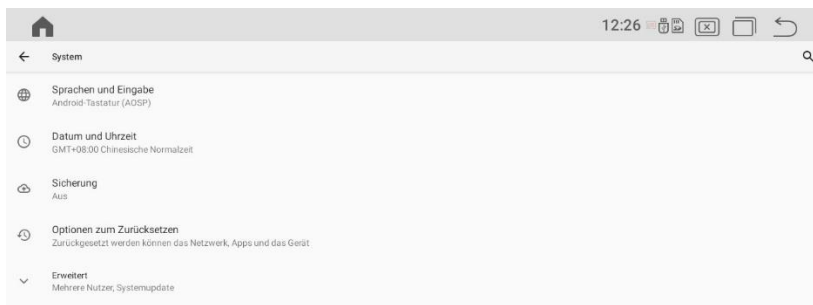 12:26
System
Sprachen und Eingabe
Android-Tastatur (AOSP)
Datum und Uhrzeit
GMT+08:00 Chinesische Normalzeit
Sicherung
Aus
Optionen zum Zurücksetzen
Zurückgesetzt werden können das Netzwerk, Apps und das Gerät
Erweitert
Mehrere Nutzer, Systemupdate